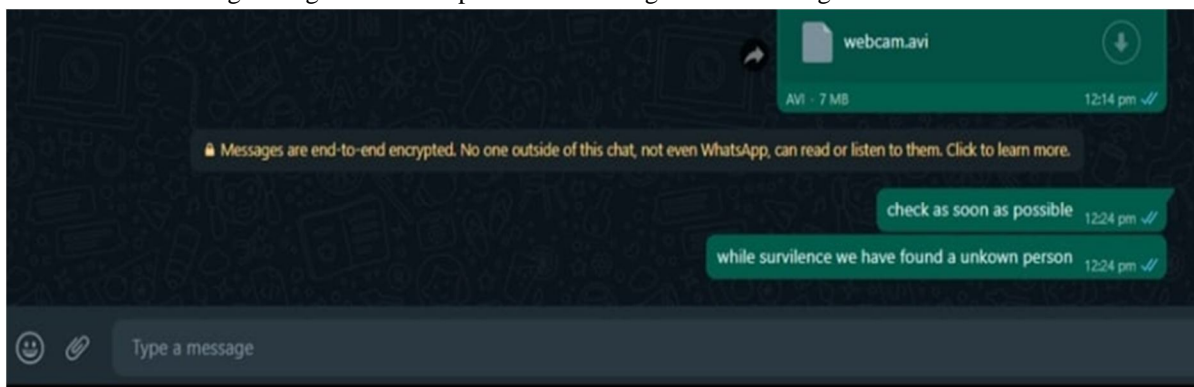 webcam.avi
AVI · 7 MB 12:14 pm
Messages are end-to-end encrypted. No one outside of this chat, not even WhatsApp, can read or listen to them. Click to learn more.
check as soon as possible 12:24 pm
while survilence we have found a unkown person 12:24 pm
Type a message